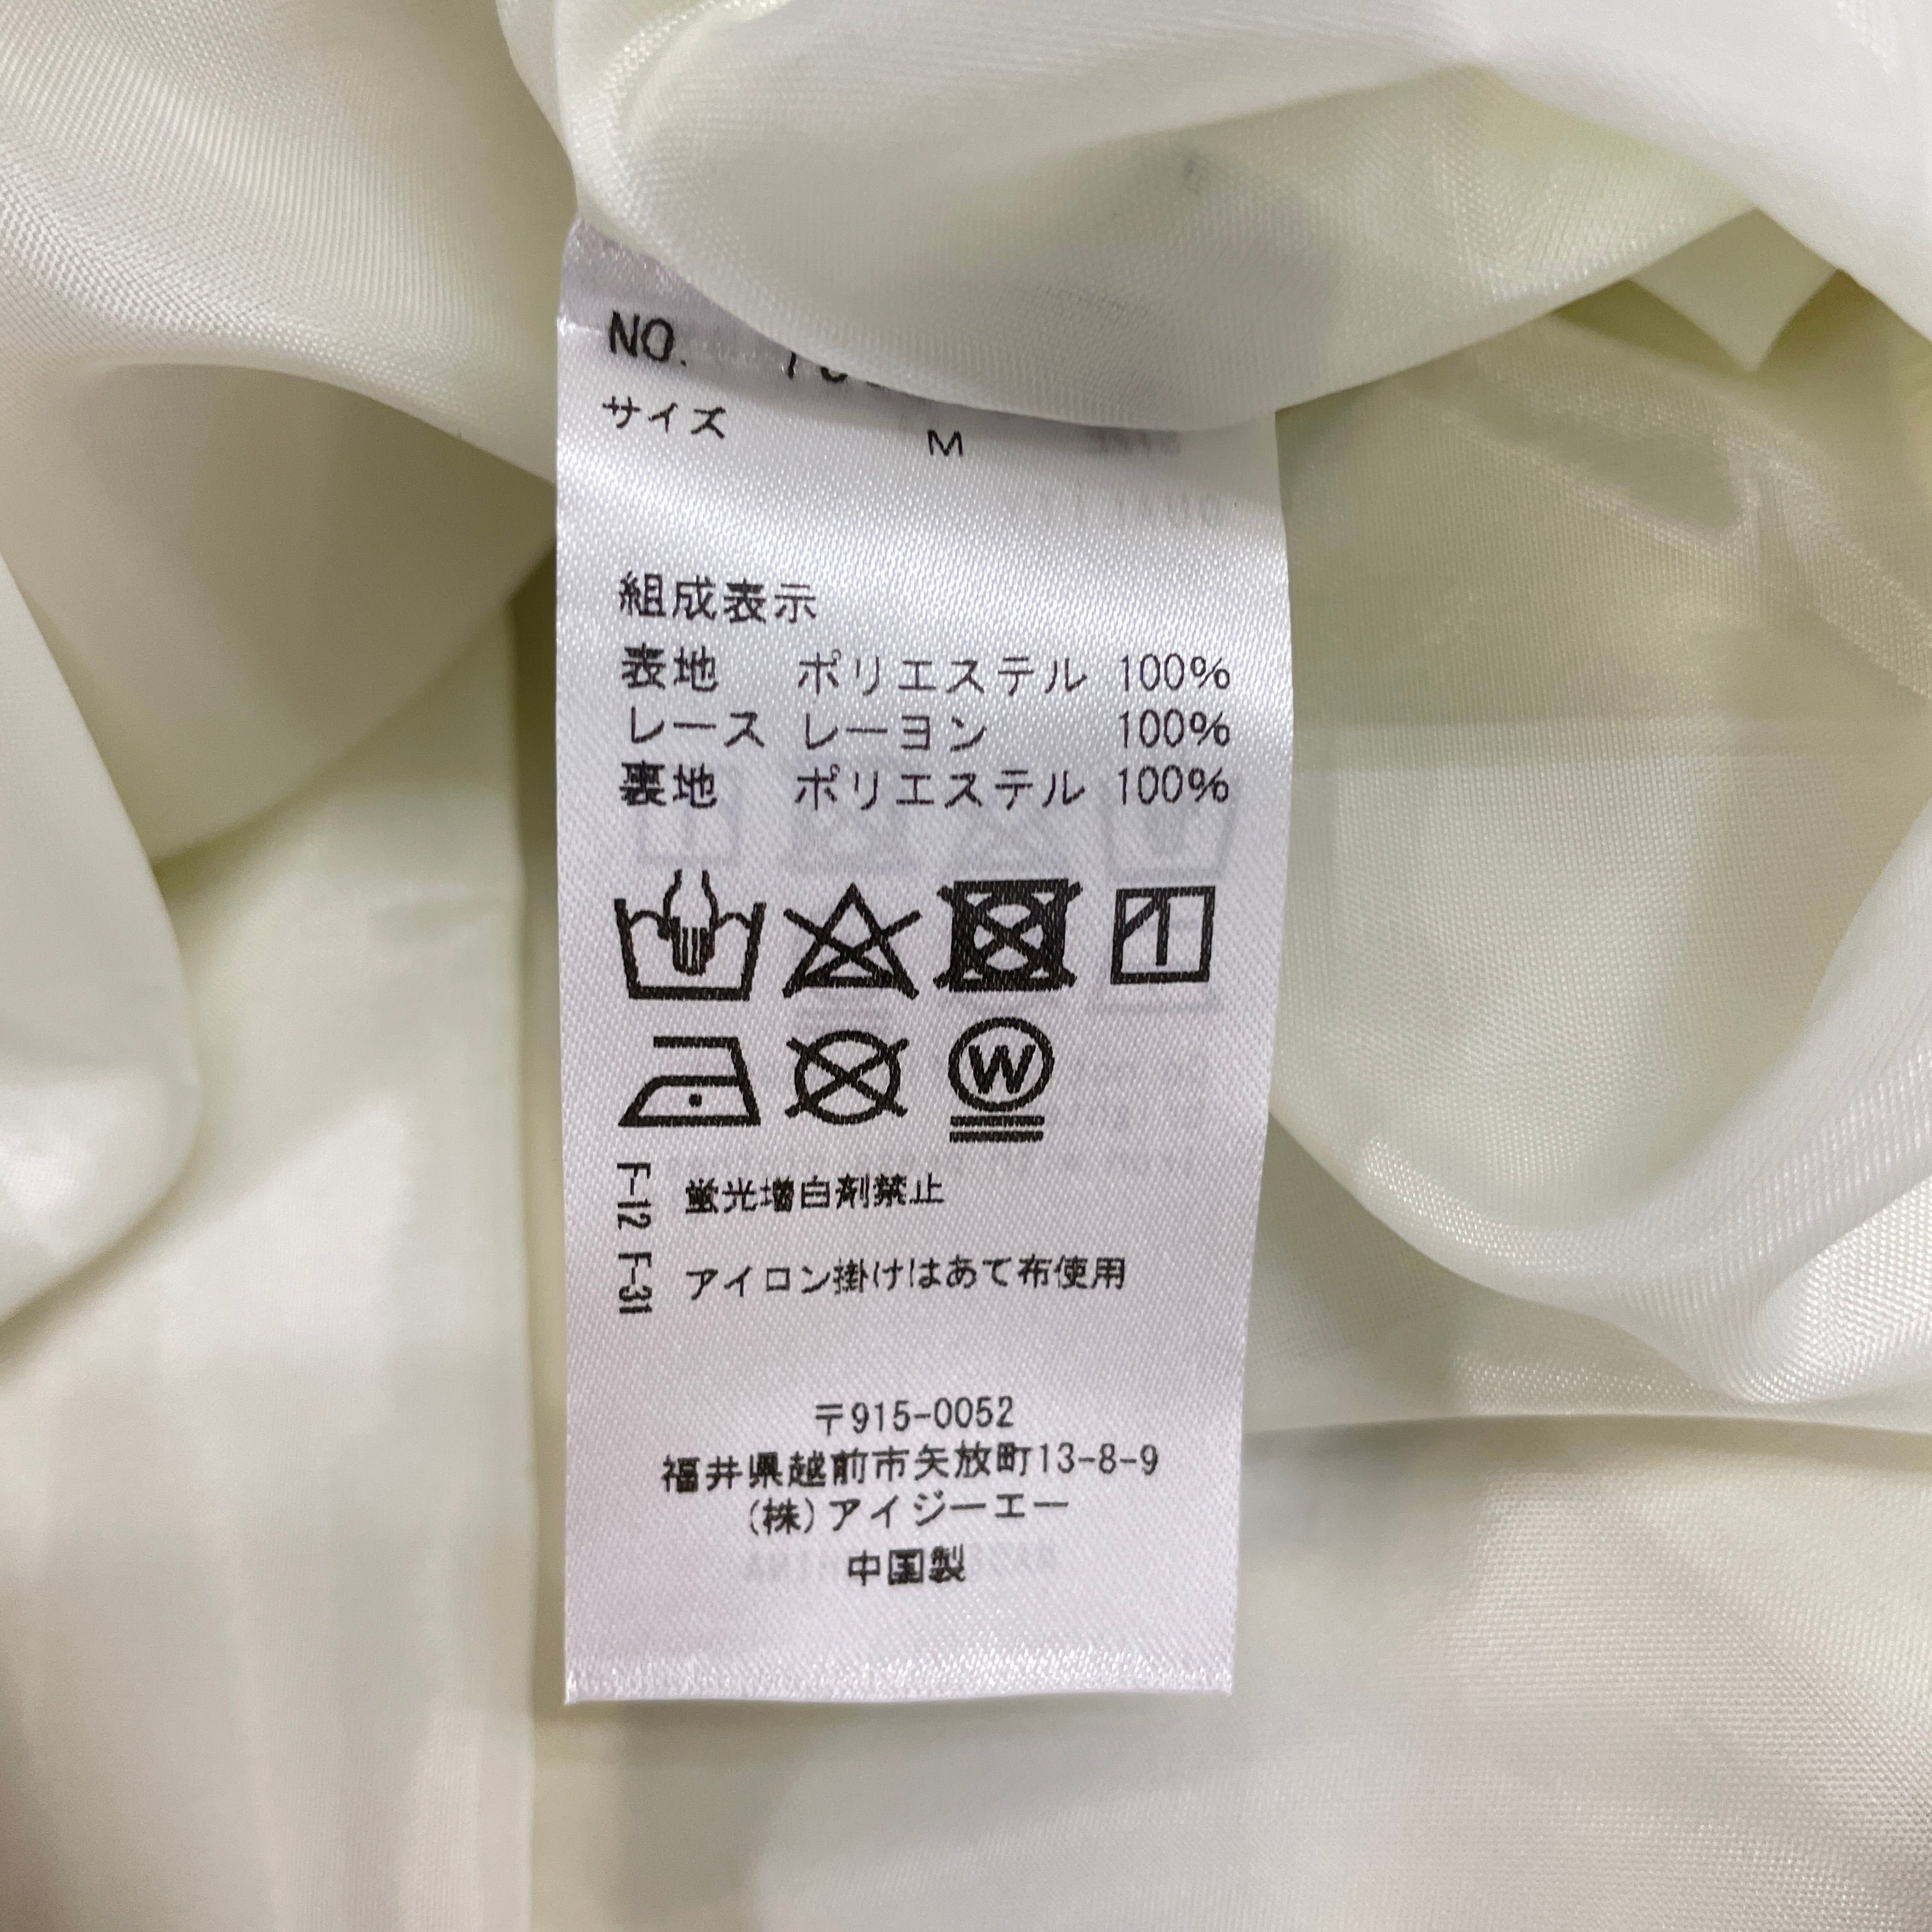 NO.
サイズ M
組成表示
表地 ポリエステル 100%
レース レーヨン 100%
裏地 ポリエステル 100%
W
F-12 蛍光増白剤禁止
F-31 アイロン掛けはあて布使用
〒915-0052
福井県越前市矢放町13-8-9
(株)アイジーエー
中国製